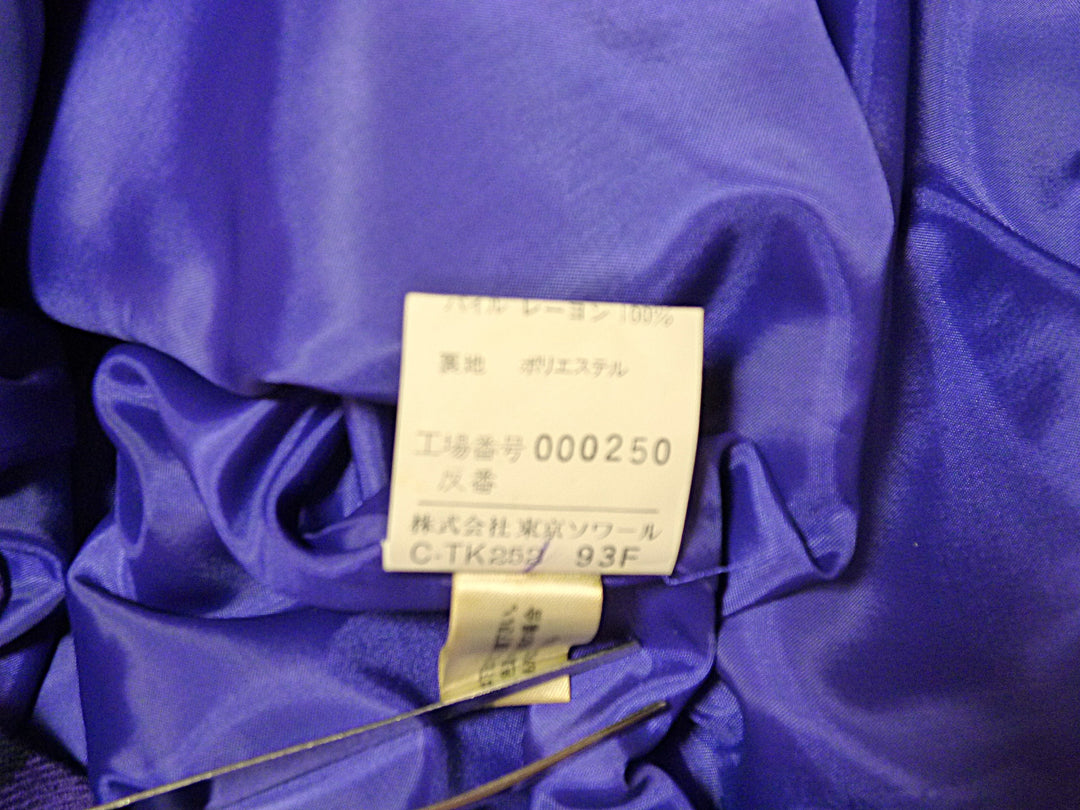 パイル レーヨン 100%
裏地 ポリエステル
工場番号 000250
反番
株式会社 東京ソワール
C-TK252 93F